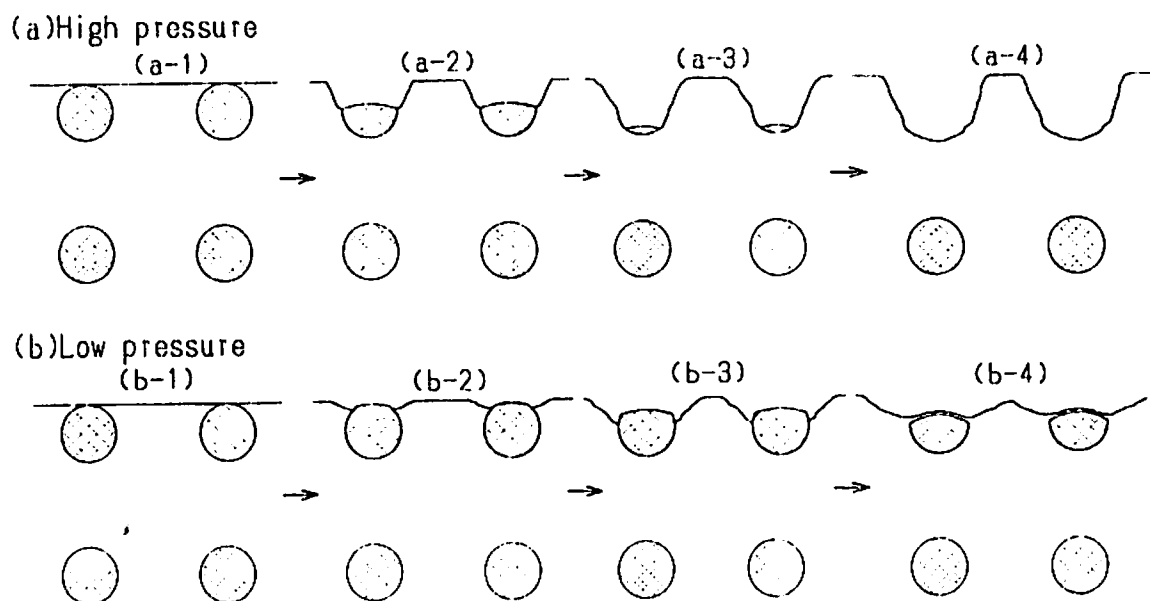 (a)High pressure
(a-1)
(a-2)
(a-3)
(a-4)
(b)Low pressure
(b-1)
(b-2)
(b-3)
(b-4)